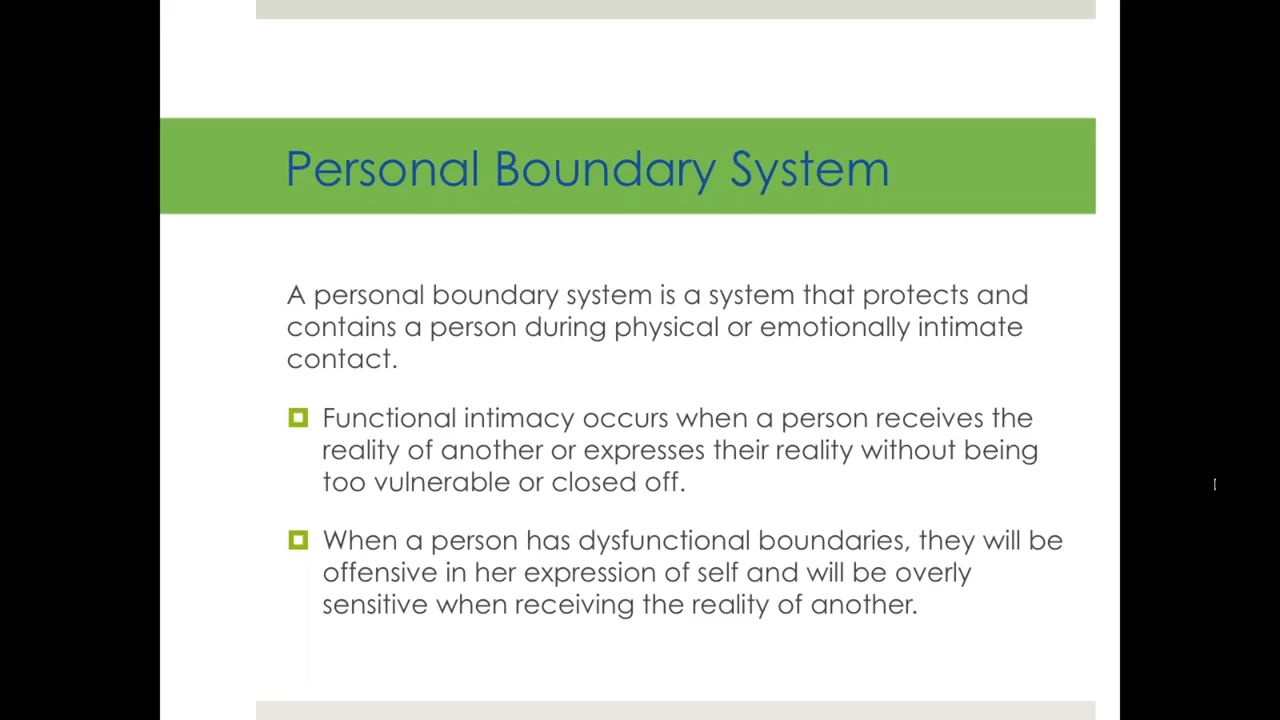 Personal Boundary System
A personal boundary system is a system that protects and
contains a person during physical or emotionally intimate
contact.
Functional intimacy occurs when a person receives the
reality of another or expresses their reality without being
too vulnerable or closed off.
When a person has dysfunctional boundaries, they will be
offensive in her expression of self and will be overly
sensitive when receiving the reality of another.